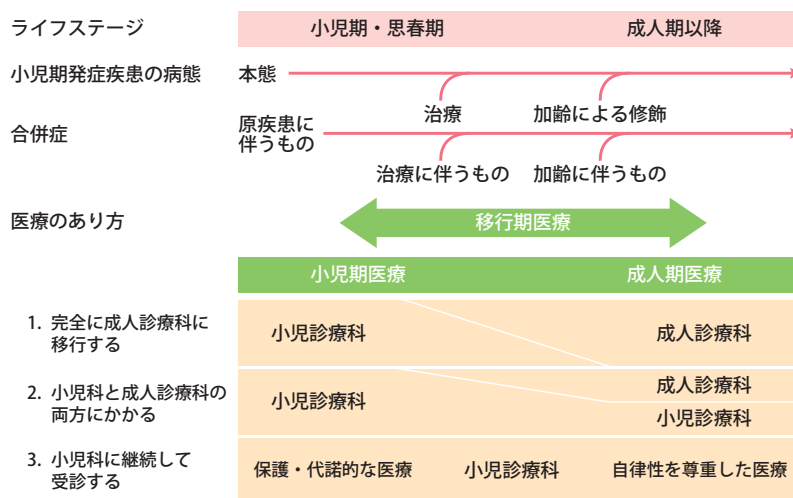 ライフステージ 小児期・思春期 成人期以降
小児期発症疾患の病態 本態
治療 加齢による修飾
合併症 原疾患に
伴うもの
治療に伴うもの 加齢に伴うもの
医療のあり方 移行期医療
小児期医療 成人期医療
1. 完全に成人診療科に
移行する
小児診療科 成人診療科
2. 小児科と成人診療科の
両方にかかる
小児診療科 成人診療科
小児診療科
3. 小児科に継続して
受診する
保護・代諾的な医療 小児診療科 自律性を尊重した医療